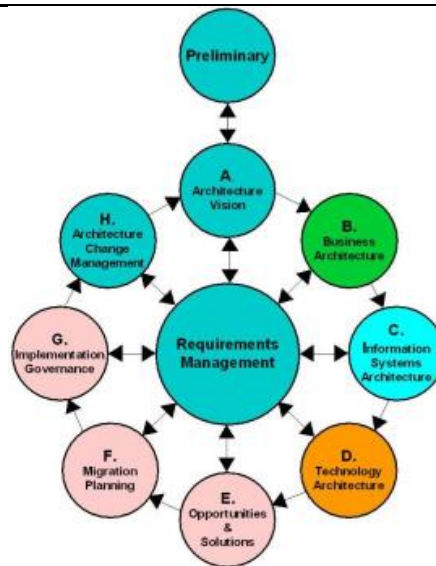 Preliminary
A.
Architecture
Vision
B.
Business
Architecture
C.
Information
Systems
Architecture
D.
Technology
Architecture
E.
Opportunities
&
Solutions
F.
Migration
Planning
G.
Implementation
Governance
H.
Architecture
Change
Management
Requirements
Management